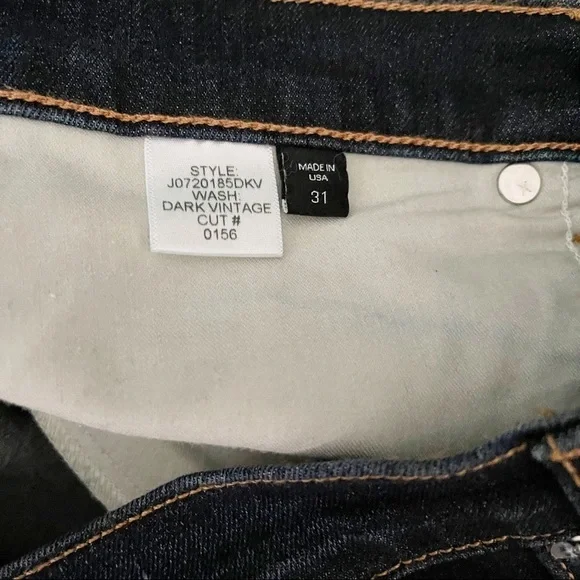 STYLE:
J0720185DKV
WASH:
DARK VINTAGE
CUT #
0156
MADE IN
USA
31